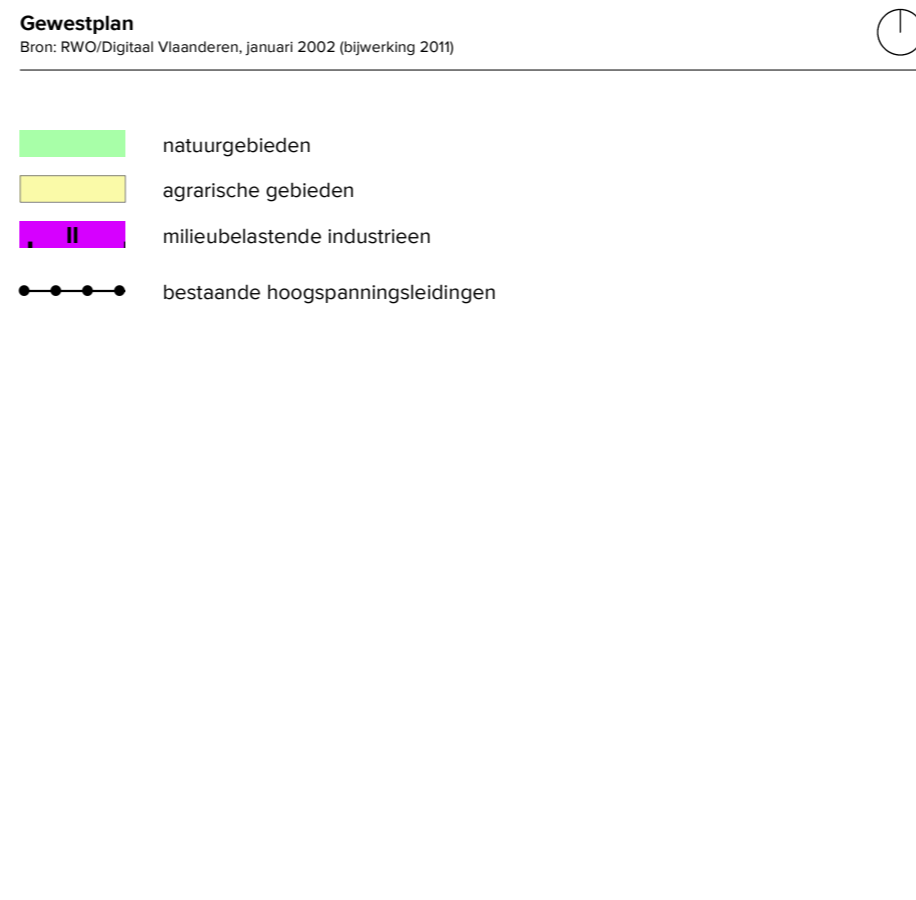 Gewestplan
Bron: RWO/Digitaal Vlaanderen, januari 2002 (bijwerking 2011)
natuurgebieden
agrarische gebieden
II milieubelastende industrieen
bestaande hoogspanningsleidingen